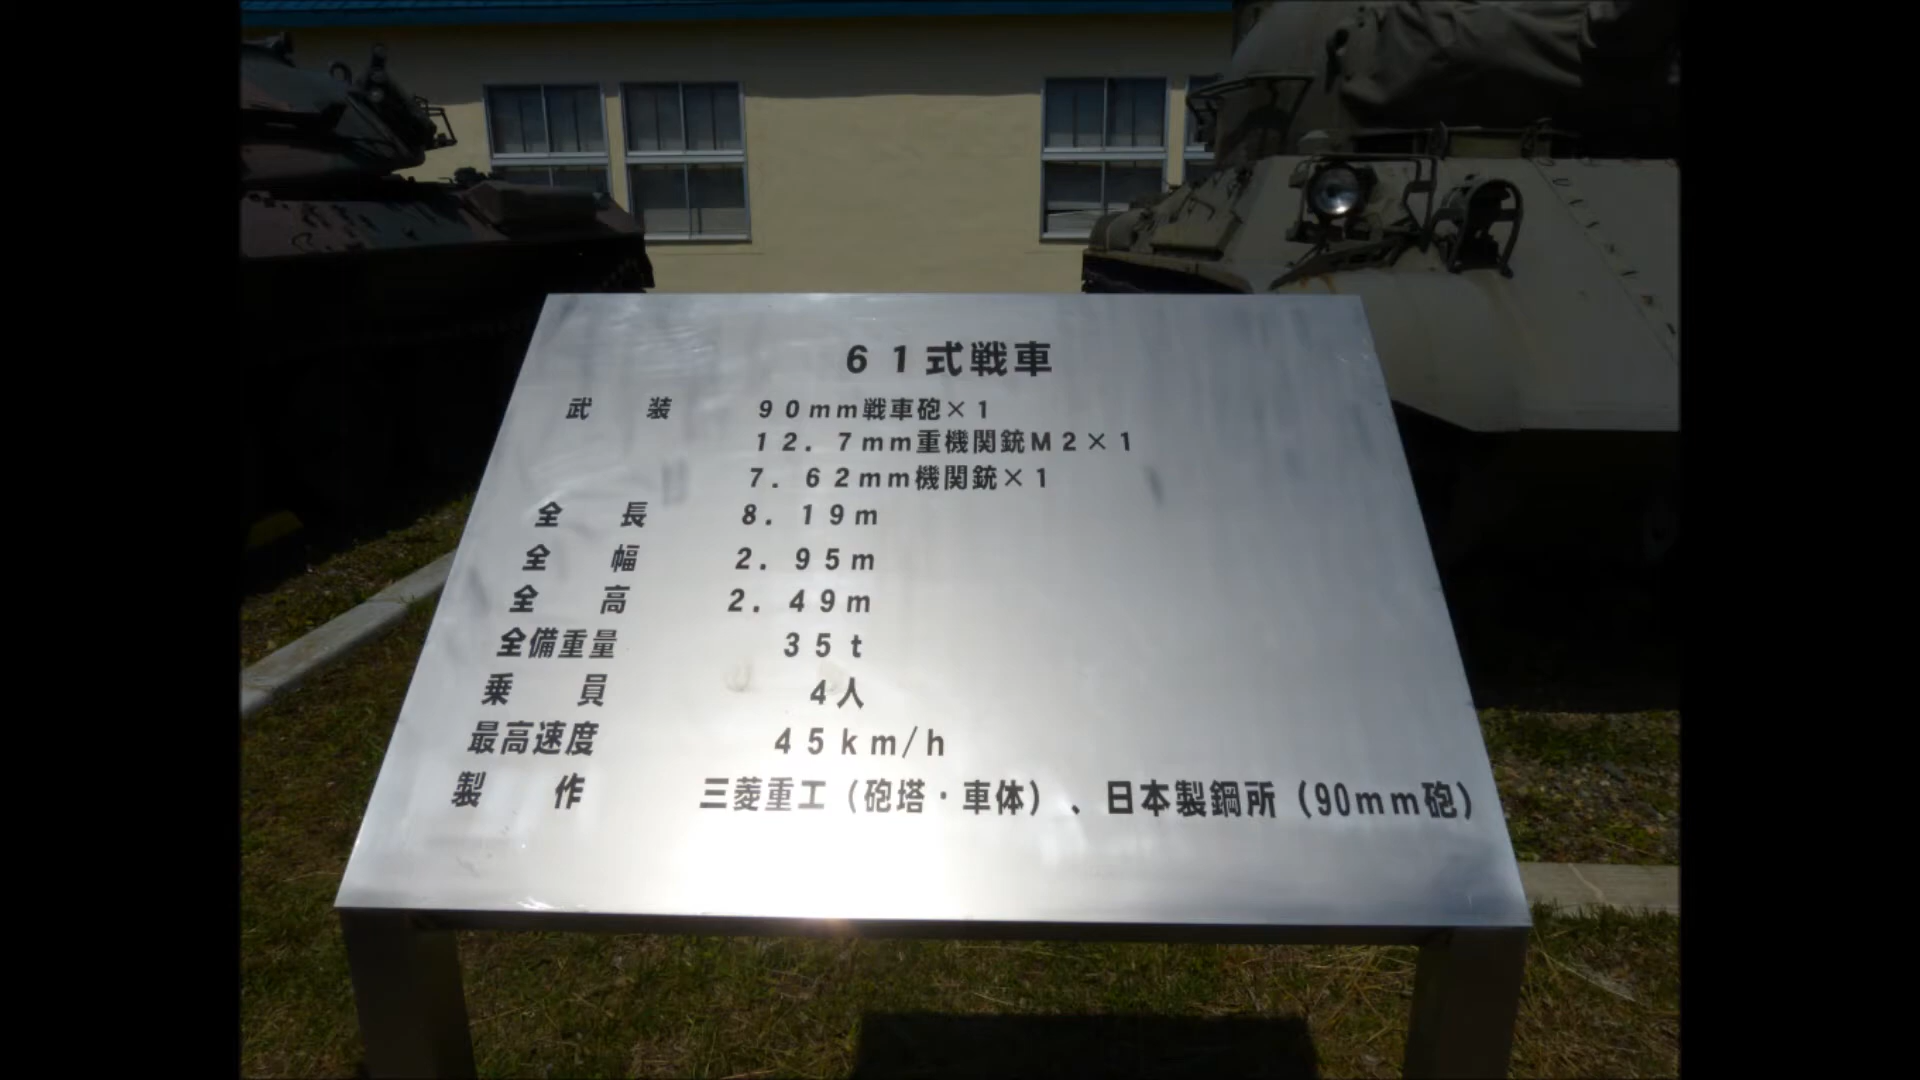 61式戦車
武装 90mm戦車砲×1
12.7mm重機関銃M2×1
7.62mm機関銃×1
全長 8.19m
全幅 2.95m
全高 2.49m
全備重量 35t
乗員 4人
最高速度 45km/h
製作 三菱重工(砲塔・車体)、日本製鋼所(90mm砲)